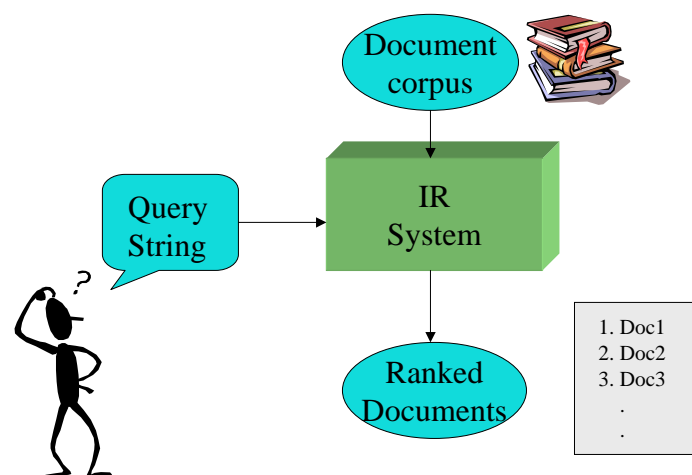 Document
corpus
IR
System
Query
String
?
Ranked
Documents
1. Doc1
2. Doc2
3. Doc3
.
.